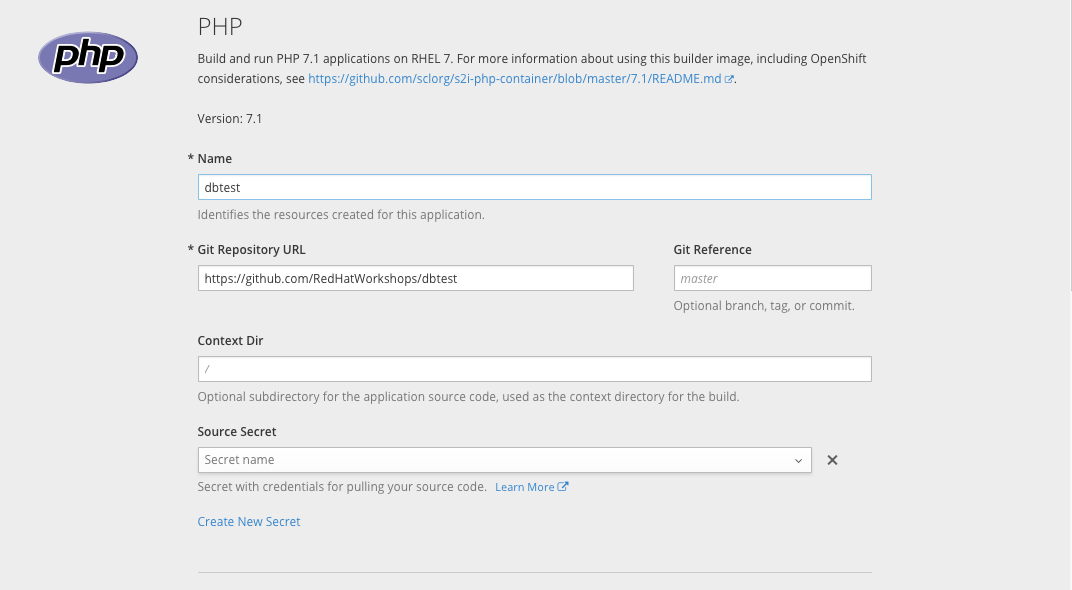 php
PHP
Build and run PHP 7.1 applications on RHEL 7. For more information about using this builder image, including OpenShift
considerations, see https://github.com/sclorg/s2i-php-container/blob/master/7.1/README.md.
Version: 7.1
* Name
dbtest
Identifies the resources created for this application.
* Git Repository URL
Git Reference
https://github.com/RedHatWorkshops/dbtest
master
Optional branch, tag, or commit.
Context Dir
/
Optional subdirectory for the application source code, used as the context directory for the build.
Source Secret
Secret name
Secret with credentials for pulling your source code. Learn More
Create New Secret